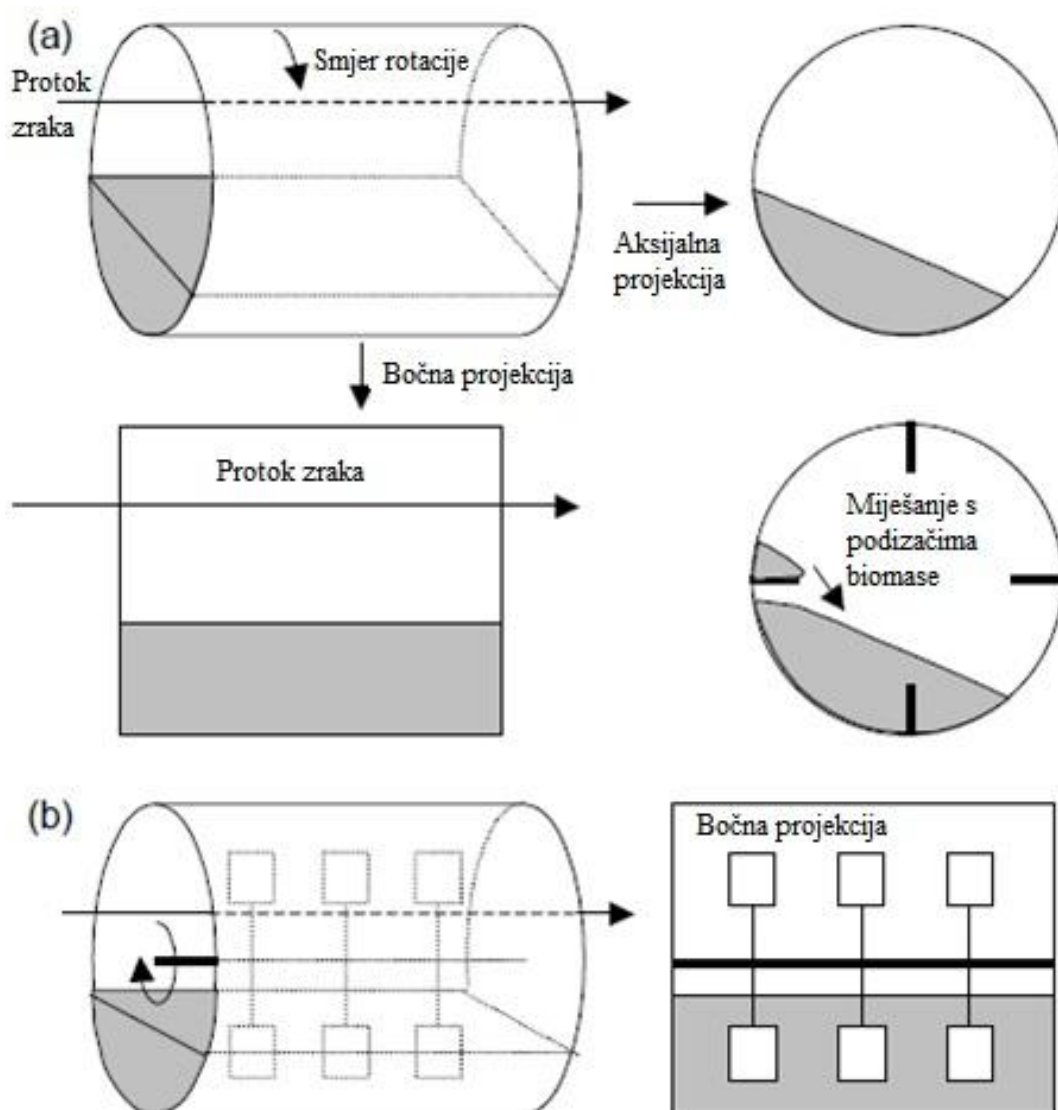 (a)
Smjer rotacije
Protok
zraka
Aksijalna
projekcija
Bočna projekcija
Protok zraka
Miješanje s
podizačima
biomase
(b)
Bočna projekcija